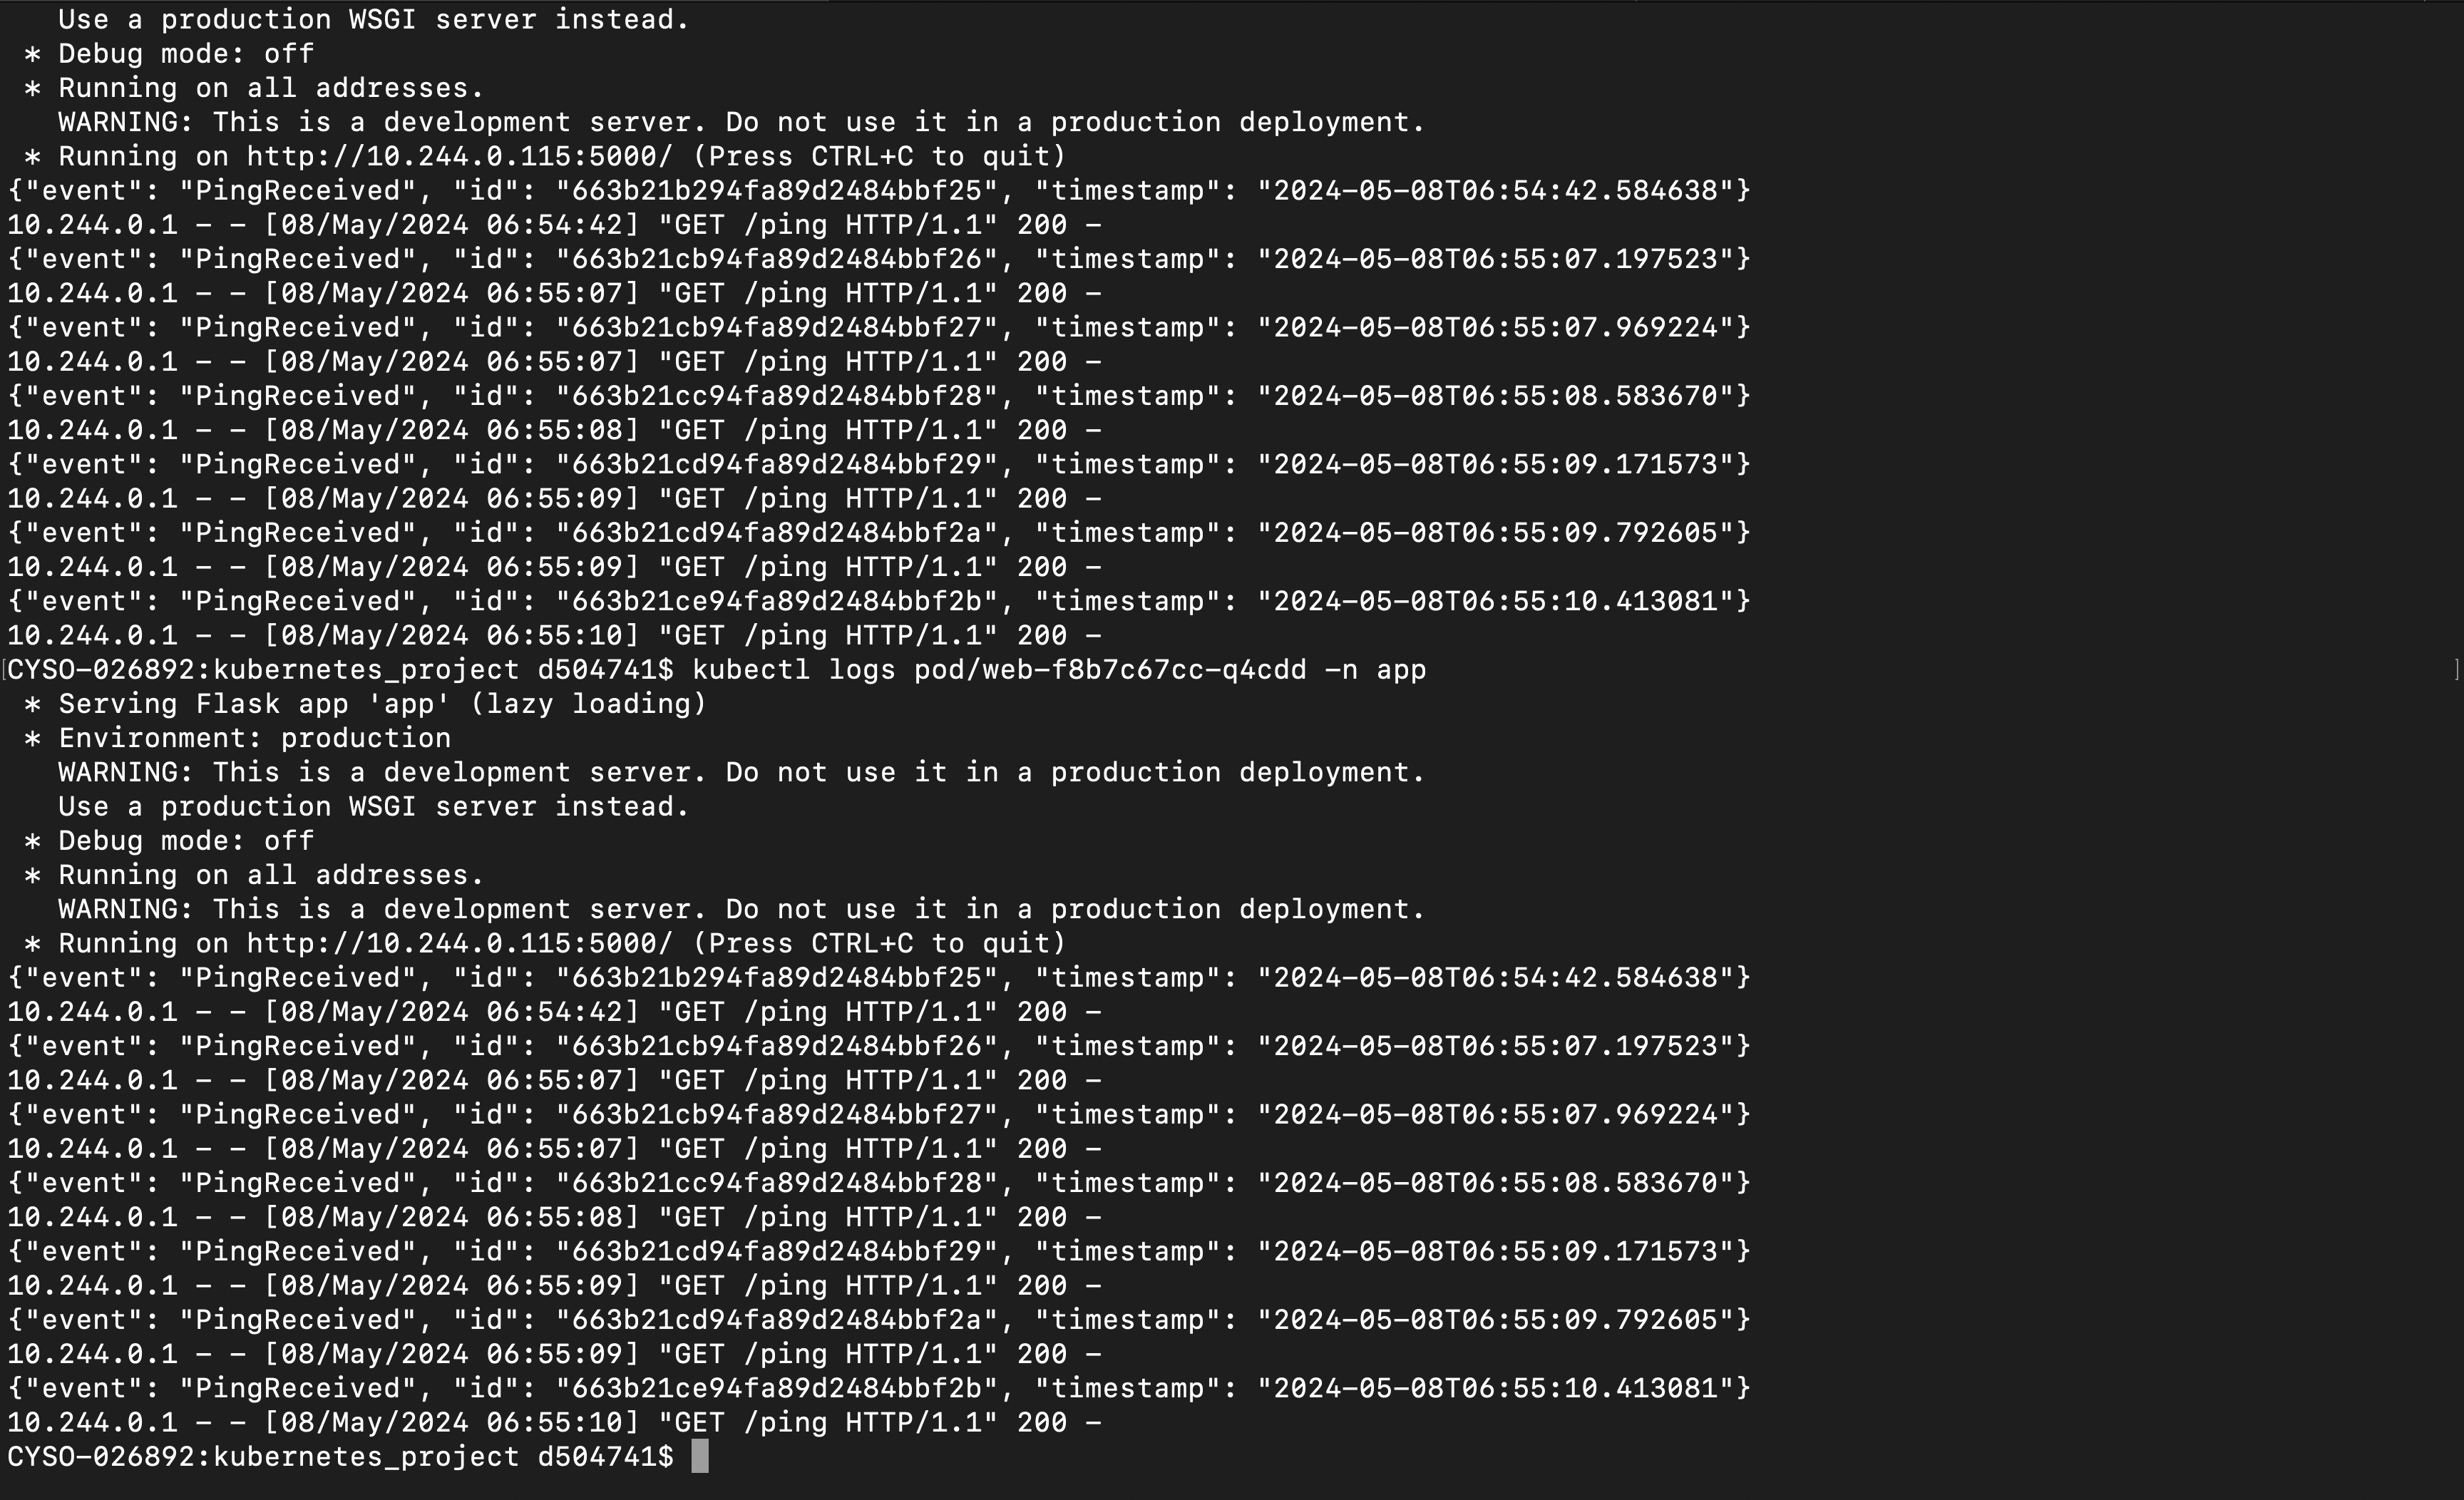 Use a production WSGI server instead.
* Debug mode: off
* Running on all addresses.
WARNING: This is a development server. Do not use it in a production deployment.
* Running on http://10.244.0.115:5000/ (Press CTRL+C to quit)
{"event": "PingReceived", "id": "663b21b294fa89d2484bbf25", "timestamp": "2024-05-08T06:54:42.584638"}
10.244.0.1 - - [08/May/2024 06:54:42] "GET /ping HTTP/1.1" 200 -
{"event": "PingReceived", "id": "663b21cb94fa89d2484bbf26", "timestamp": "2024-05-08T06:55:07.197523"}
10.244.0.1 - - [08/May/2024 06:55:07] "GET /ping HTTP/1.1" 200 -
{"event": "PingReceived", "id": "663b21cb94fa89d2484bbf27", "timestamp": "2024-05-08T06:55:07.969224"}
10.244.0.1 - - [08/May/2024 06:55:07] "GET /ping HTTP/1.1" 200 -
{"event": "PingReceived", "id": "663b21cc94fa89d2484bbf28", "timestamp": "2024-05-08T06:55:08.583670"}
10.244.0.1 - - [08/May/2024 06:55:08] "GET /ping HTTP/1.1" 200 -
{"event": "PingReceived", "id": "663b21cd94fa89d2484bbf29", "timestamp": "2024-05-08T06:55:09.171573"}
10.244.0.1 - - [08/May/2024 06:55:09] "GET /ping HTTP/1.1" 200 -
{"event": "PingReceived", "id": "663b21cd94fa89d2484bbf2a", "timestamp": "2024-05-08T06:55:09.792605"}
10.244.0.1 - - [08/May/2024 06:55:09] "GET /ping HTTP/1.1" 200 -
{"event": "PingReceived", "id": "663b21ce94fa89d2484bbf2b", "timestamp": "2024-05-08T06:55:10.413081"}
10.244.0.1 - - [08/May/2024 06:55:10] "GET /ping HTTP/1.1" 200 -
[CYSO-026892:kubernetes_project d504741$ kubectl logs pod/web-f8b7c67cc-q4cdd -n app ]
* Serving Flask app 'app' (lazy loading)
* Environment: production
WARNING: This is a development server. Do not use it in a production deployment.
Use a production WSGI server instead.
* Debug mode: off
* Running on all addresses.
WARNING: This is a development server. Do not use it in a production deployment.
* Running on http://10.244.0.115:5000/ (Press CTRL+C to quit)
{"event": "PingReceived", "id": "663b21b294fa89d2484bbf25", "timestamp": "2024-05-08T06:54:42.584638"}
10.244.0.1 - - [08/May/2024 06:54:42] "GET /ping HTTP/1.1" 200 -
{"event": "PingReceived", "id": "663b21cb94fa89d2484bbf26", "timestamp": "2024-05-08T06:55:07.197523"}
10.244.0.1 - - [08/May/2024 06:55:07] "GET /ping HTTP/1.1" 200 -
{"event": "PingReceived", "id": "663b21cb94fa89d2484bbf27", "timestamp": "2024-05-08T06:55:07.969224"}
10.244.0.1 - - [08/May/2024 06:55:07] "GET /ping HTTP/1.1" 200 -
{"event": "PingReceived", "id": "663b21cc94fa89d2484bbf28", "timestamp": "2024-05-08T06:55:08.583670"}
10.244.0.1 - - [08/May/2024 06:55:08] "GET /ping HTTP/1.1" 200 -
{"event": "PingReceived", "id": "663b21cd94fa89d2484bbf29", "timestamp": "2024-05-08T06:55:09.171573"}
10.244.0.1 - - [08/May/2024 06:55:09] "GET /ping HTTP/1.1" 200 -
{"event": "PingReceived", "id": "663b21cd94fa89d2484bbf2a", "timestamp": "2024-05-08T06:55:09.792605"}
10.244.0.1 - - [08/May/2024 06:55:09] "GET /ping HTTP/1.1" 200 -
{"event": "PingReceived", "id": "663b21ce94fa89d2484bbf2b", "timestamp": "2024-05-08T06:55:10.413081"}
10.244.0.1 - - [08/May/2024 06:55:10] "GET /ping HTTP/1.1" 200 -
CYSO-026892:kubernetes_project d504741$